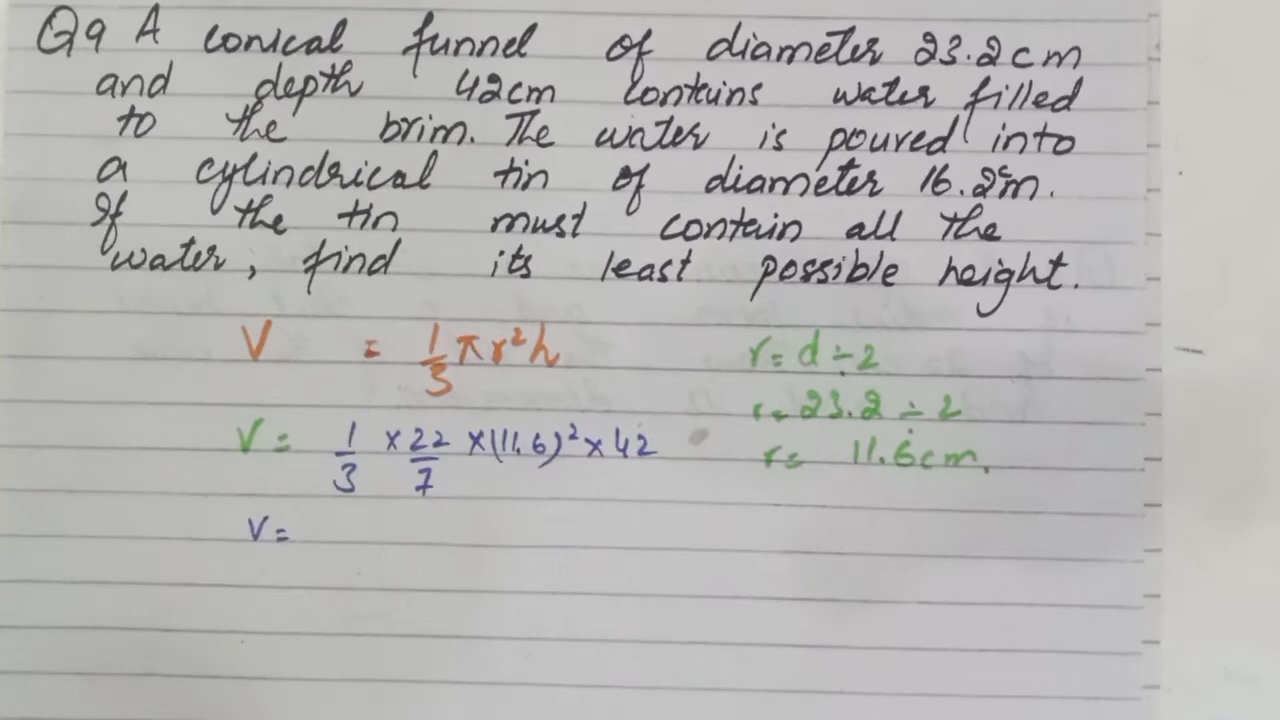 Q9 A conical funnel of diameter 23.2cm
and depth 42cm contains water filled
to the brim. The water is poured into
a cylindrical tin of diameter 16.2cm.
If the tin must contain all the
water, find its least possible height.
V = 1/3 πr²h
r = d ÷ 2
r = 23.2 ÷ 2
V = 1/3 × 22/7 × (11.6)² × 42
r = 11.6cm.
V =